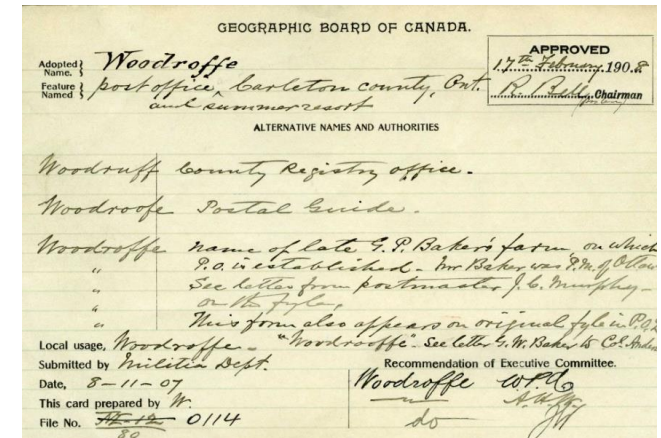 GEOGRAPHIC BOARD OF CANADA.
Adopted Name. } Woodroffe
Feature Named } post office, Carleton county, Ont.
and summer resort
APPROVED
17th February 1908
R. Bell Chairman
ALTERNATIVE NAMES AND AUTHORITIES
Woodruff County Registry office.
Woodroofe Postal Guide.
Woodroffe name of late G. P. Baker's farm on which
" P.O. is established - Mr Baker was P.M. of Ottaw
" See letter from postmaster J. C. Murphy -
" on the fyle,
" This form also appears on original fyle in P.O.
Local usage, Woodroffe - "Woodrooffe". See letter G. W. Baker to Col. Ander
Submitted by Militia Dept.
Date, 8-11-07
This card prepared by W.
File No. 0114
80
Recommendation of Executive Committee.
Woodroffe
do